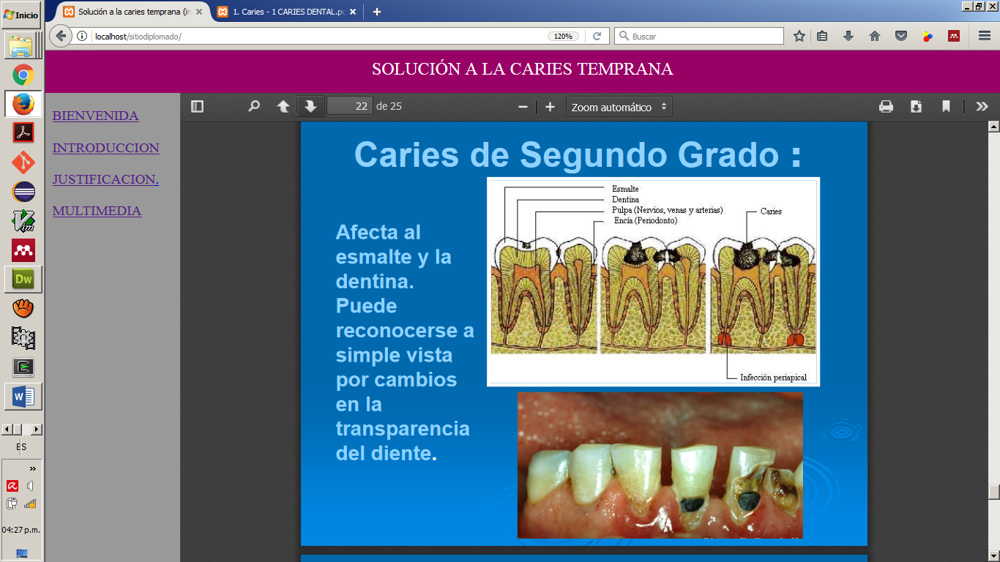 Inicio
Solución a la caries temprana (in
1. Caries - 1 CARIES DENTAL.pd
localhost/sitiodiplomado/
120%
Buscar
SOLUCIÓN A LA CARIES TEMPRANA
BIENVENIDA
INTRODUCCION
JUSTIFICACION.
MULTIMEDIA
22 de 25
Zoom automático
Caries de Segundo Grado :
Afecta al
esmalte y la
dentina.
Puede
reconocerse a
simple vista
por cambios
en la
transparencia
del diente.
Esmalte
Dentina
Pulpa (Nervios, venas y arterias)
Encía (Periodonto)
Caries
Infección periapical
Dw
W
ES
04:27 p.m.